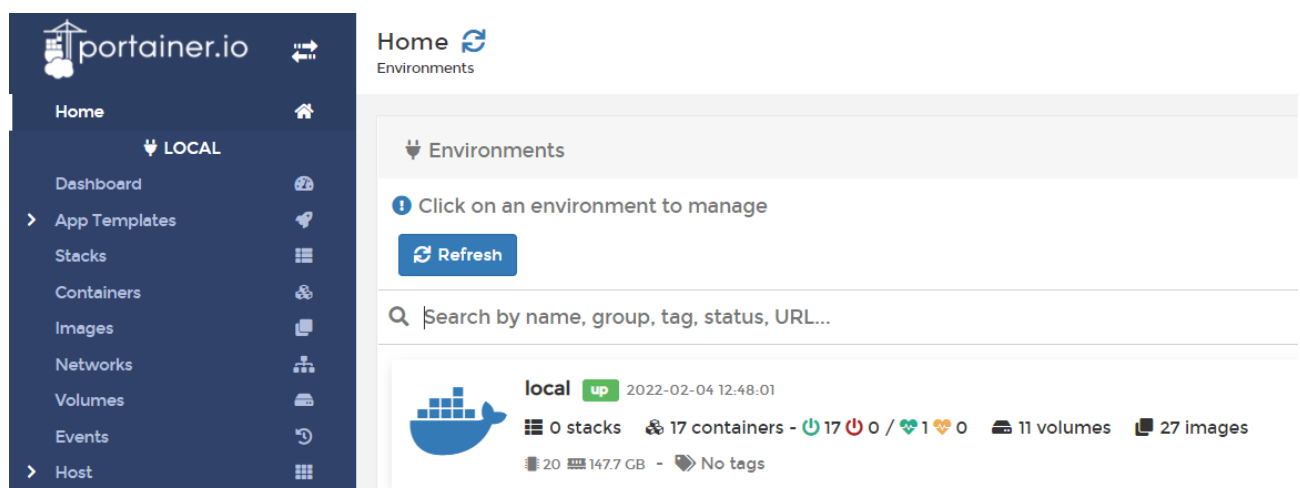 portainer.io
Home
LOCAL
Dashboard
App Templates
Stacks
Containers
Images
Networks
Volumes
Events
Host
Home
Environments
Environments
Click on an environment to manage
Refresh
Search by name, group, tag, status, URL...
local up 2022-02-04 12:48:01
0 stacks 17 containers - 17 0 / 1 0 11 volumes 27 images
20 147.7 GB - No tags